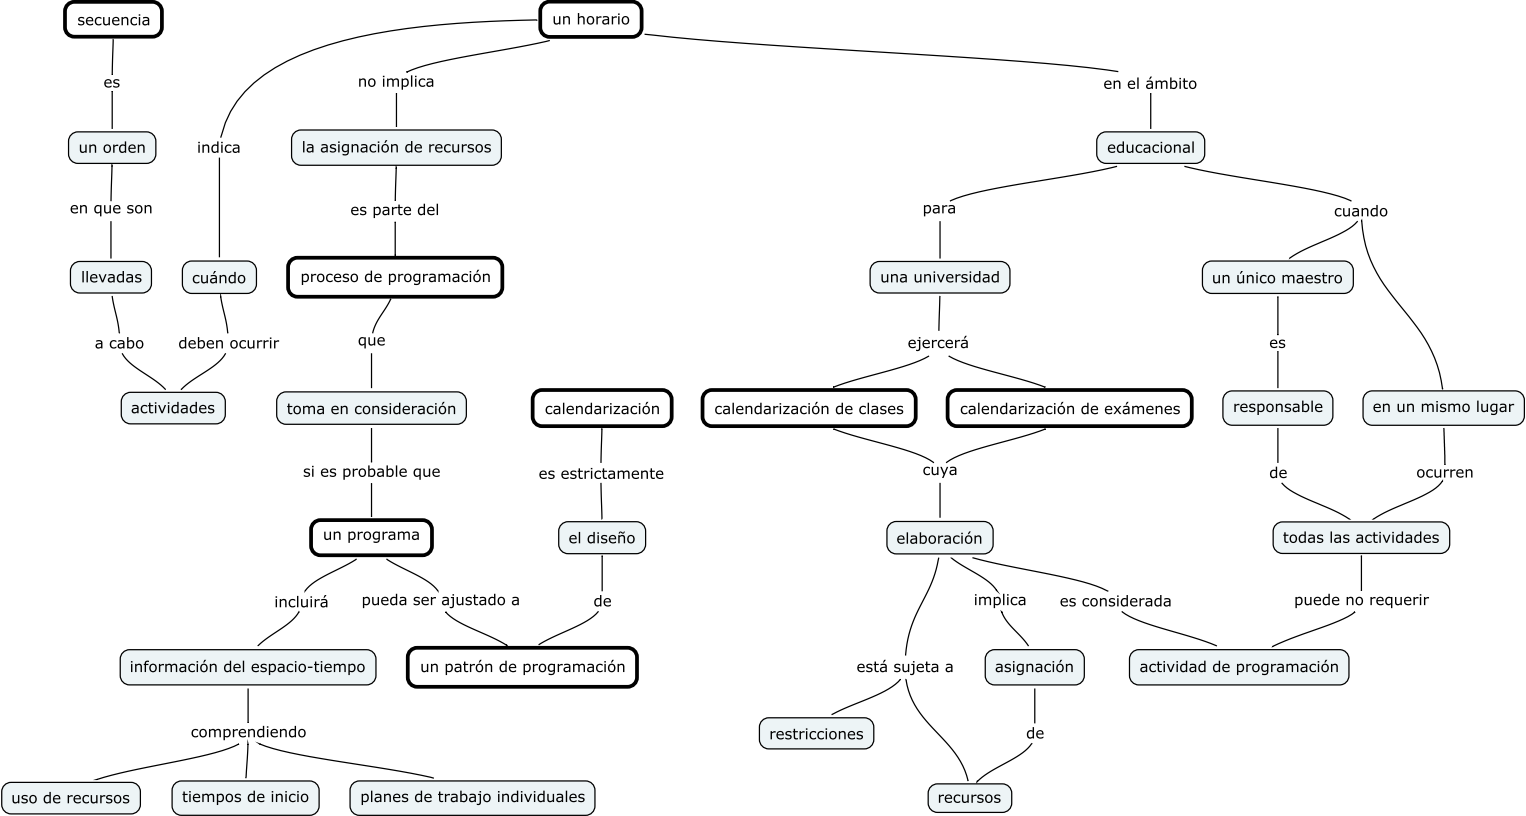 secuencia
un horario
es
no implica
en el ámbito
un orden
indica
la asignación de recursos
educacional
en que son
es parte del
para
cuando
llevadas
cuándo
proceso de programación
una universidad
un único maestro
a cabo
deben ocurrir
que
ejercerá
es
actividades
toma en consideración
calendarización
calendarización de clases
calendarización de exámenes
responsable
en un mismo lugar
si es probable que
es estrictamente
cuya
de
ocurren
un programa
el diseño
elaboración
todas las actividades
incluirá
pueda ser ajustado a
de
implica
es considerada
puede no requerir
información del espacio-tiempo
un patrón de programación
está sujeta a
asignación
actividad de programación
comprendiendo
restricciones
de
uso de recursos
tiempos de inicio
planes de trabajo individuales
recursos